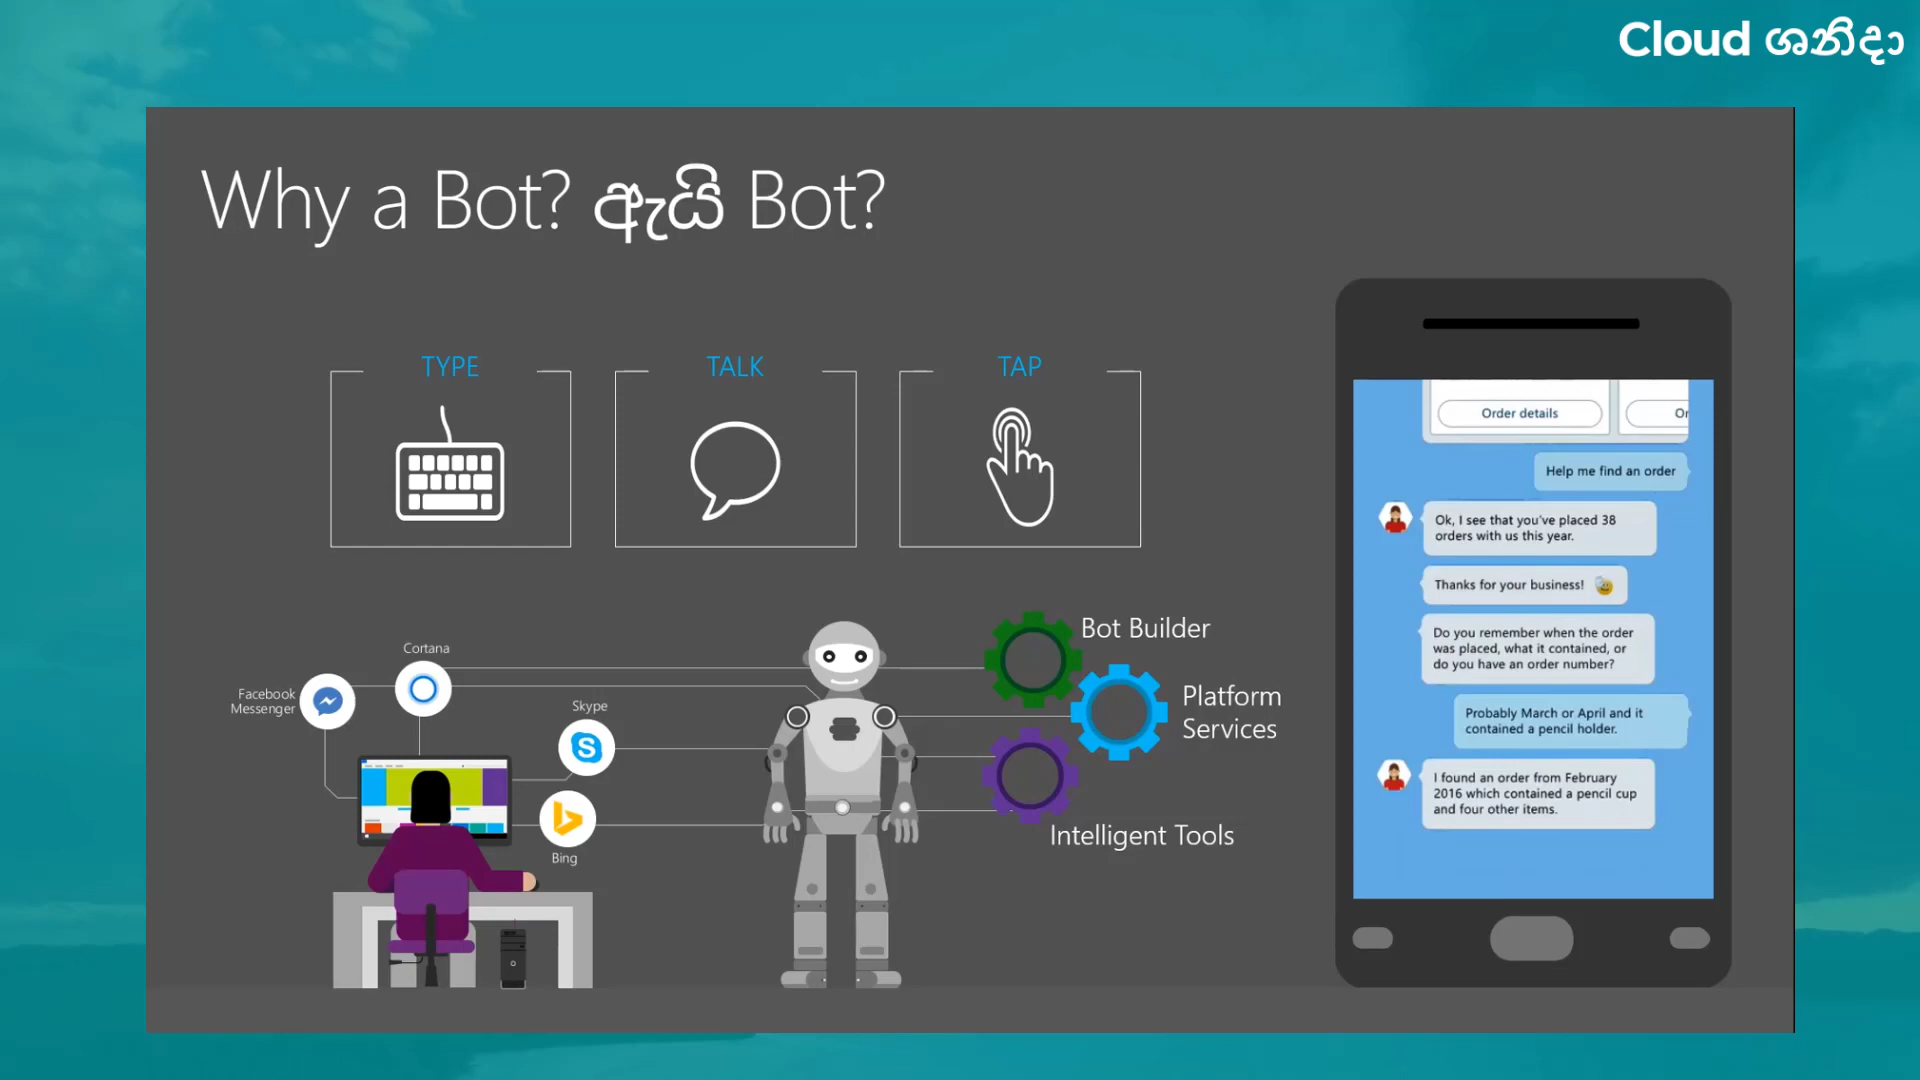 Cloud ශනිදා
Why a Bot? ඇයි Bot?
TYPE
TALK
TAP
Facebook
Messenger
Cortana
Skype
Bing
Bot Builder
Platform
Services
Intelligent Tools
Order details
Or
Help me find an order
Ok, I see that you've placed 38
orders with us this year.
Thanks for your business!
Do you remember when the order
was placed, what it contained, or
do you have an order number?
Probably March or April and it
contained a pencil holder.
I found an order from February
2016 which contained a pencil cup
and four other items.